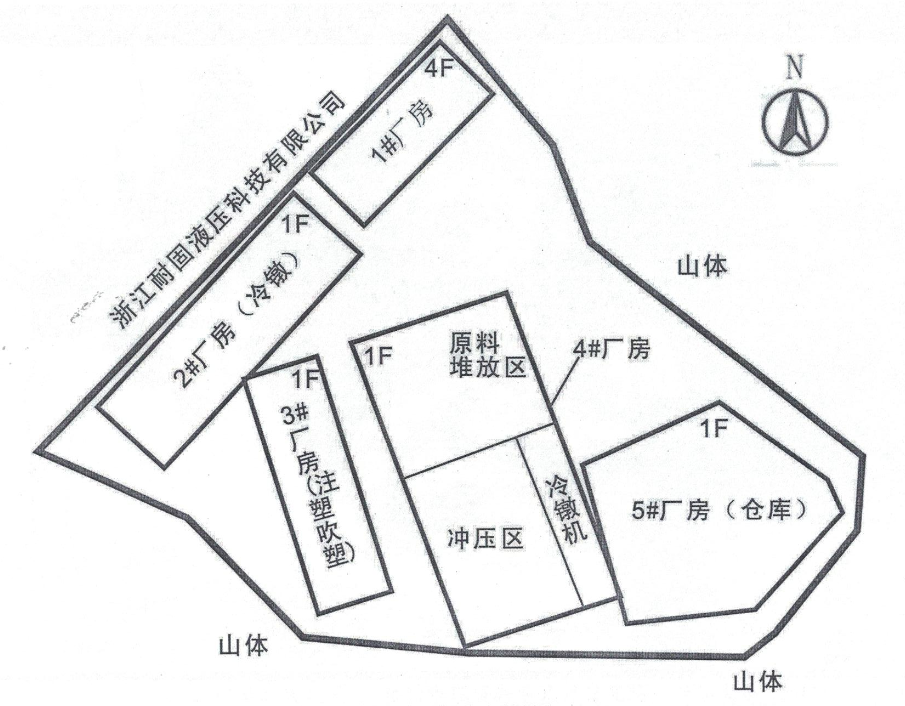 N
4F
1#厂房
浙江耐固液压科技有限公司
1F
2#厂房（冷镦）
山体
1F
3#厂房(注塑吹塑)
1F
原料
堆放区
4#厂房
冲压区
冷镦机
1F
5#厂房（仓库）
山体
山体